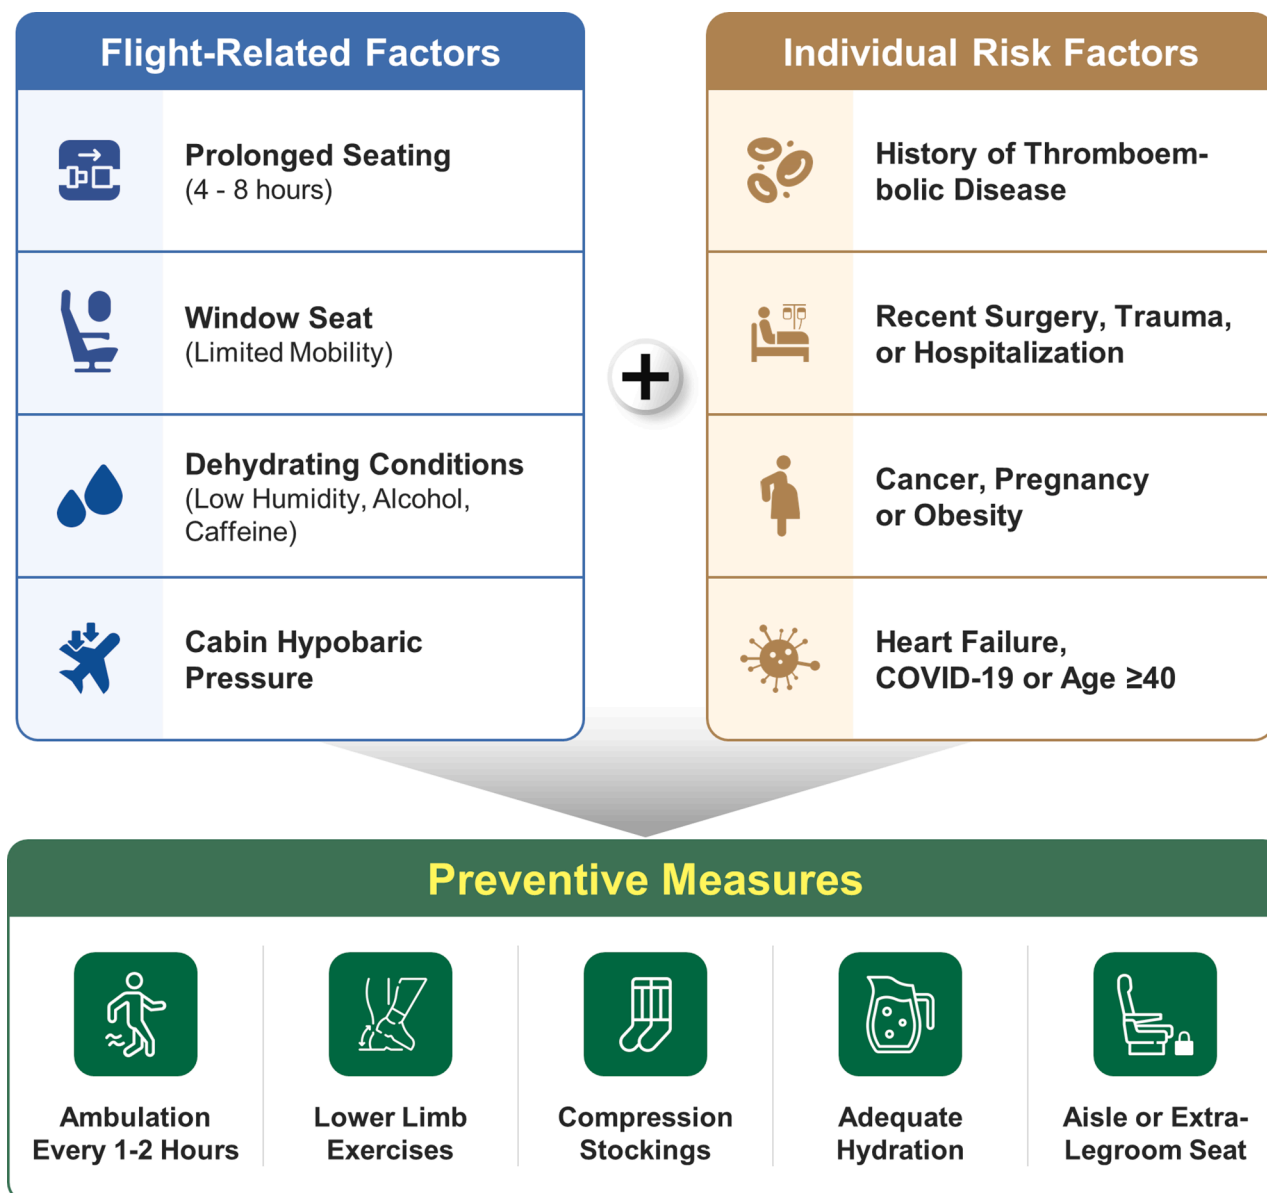 Flight-Related Factors
Prolonged Seating
(4 - 8 hours)
Window Seat
(Limited Mobility)
Dehydrating Conditions
(Low Humidity, Alcohol,
Caffeine)
Cabin Hypobaric
Pressure
+
Individual Risk Factors
History of Thromboem-
bolic Disease
Recent Surgery, Trauma,
or Hospitalization
Cancer, Pregnancy
or Obesity
Heart Failure,
COVID-19 or Age ≥40
Preventive Measures
Ambulation
Every 1-2 Hours
Lower Limb
Exercises
Compression
Stockings
Adequate
Hydration
Aisle or Extra-
Legroom Seat